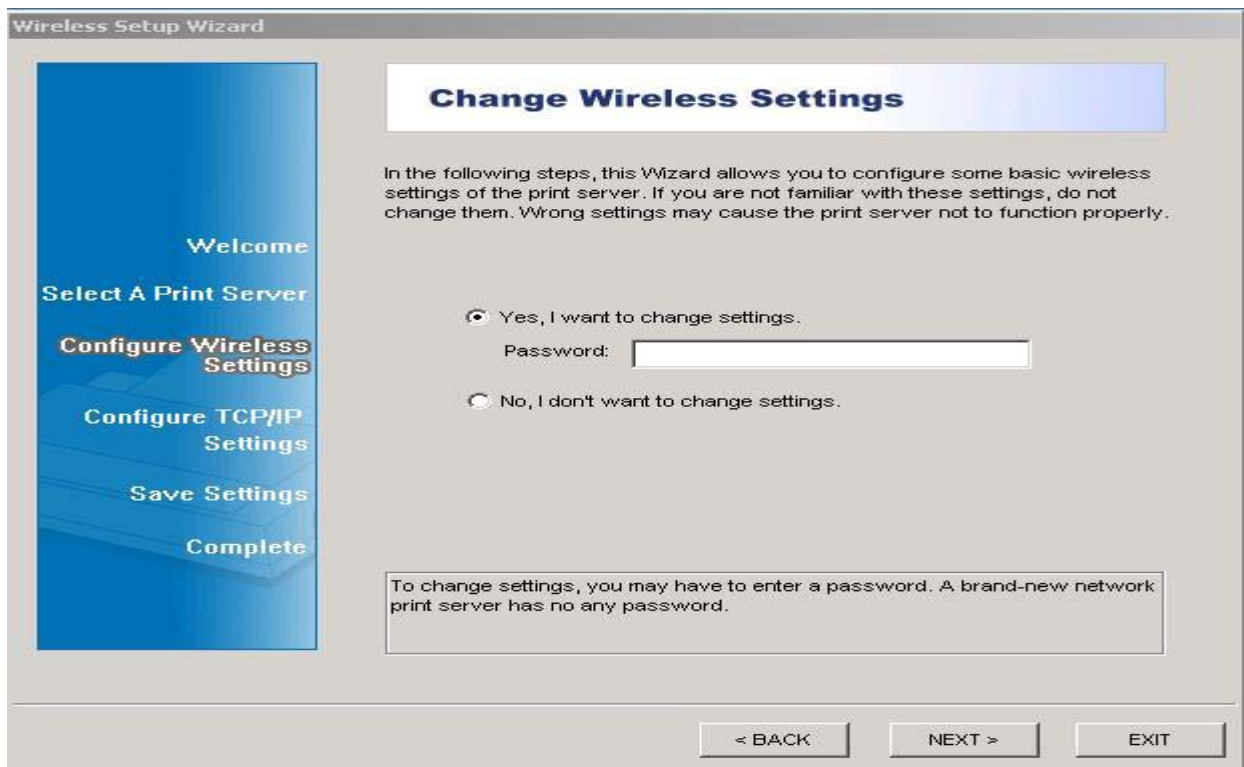 Wireless Setup Wizard
Change Wireless Settings
In the following steps, this Wizard allows you to configure some basic wireless
settings of the print server. If you are not familiar with these settings, do not
change them. Wrong settings may cause the print server not to function properly.
Welcome
Select A Print Server
Configure Wireless
Settings
Configure TCP/IP
Settings
Save Settings
Complete
Yes, I want to change settings.
Password:
No, I don't want to change settings.
To change settings, you may have to enter a password. A brand-new network
print server has no any password.
< BACK
NEXT >
EXIT